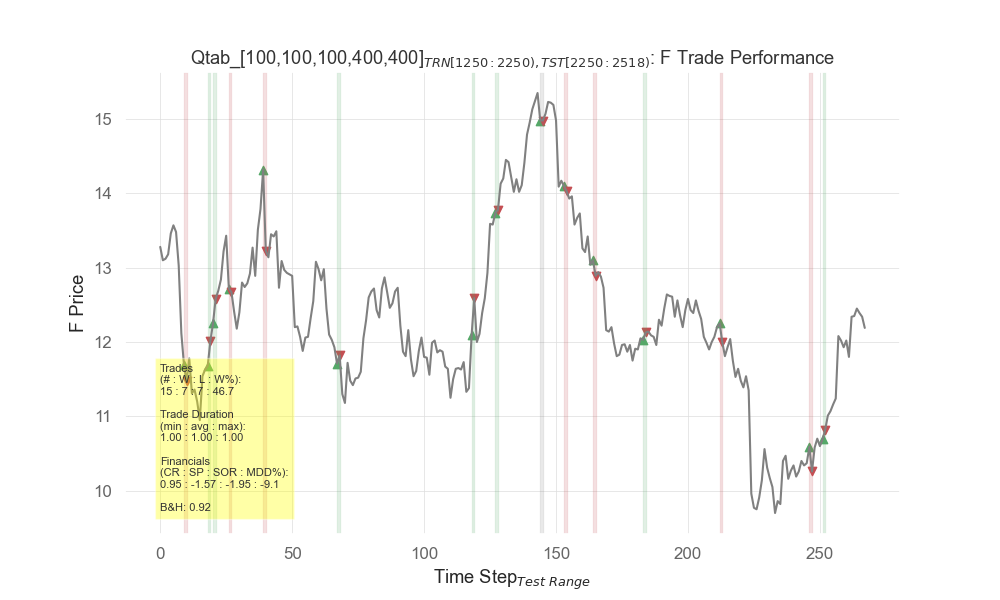 Qtab_[100,100,100,400,400]TRN[1250:2250),TST[2250:2518): F Trade Performance
F Price
15
14
13
12
11
10
Trades
(# : W : L : W%):
15 : 7 : 7 : 46.7
Trade Duration
(min : avg : max):
1.00 : 1.00 : 1.00
Financials
(CR : SP : SOR : MDD%):
0.95 : -1.57 : -1.95 : -9.1
B&H: 0.92
0 50 100 150 200 250
Time StepTest Range